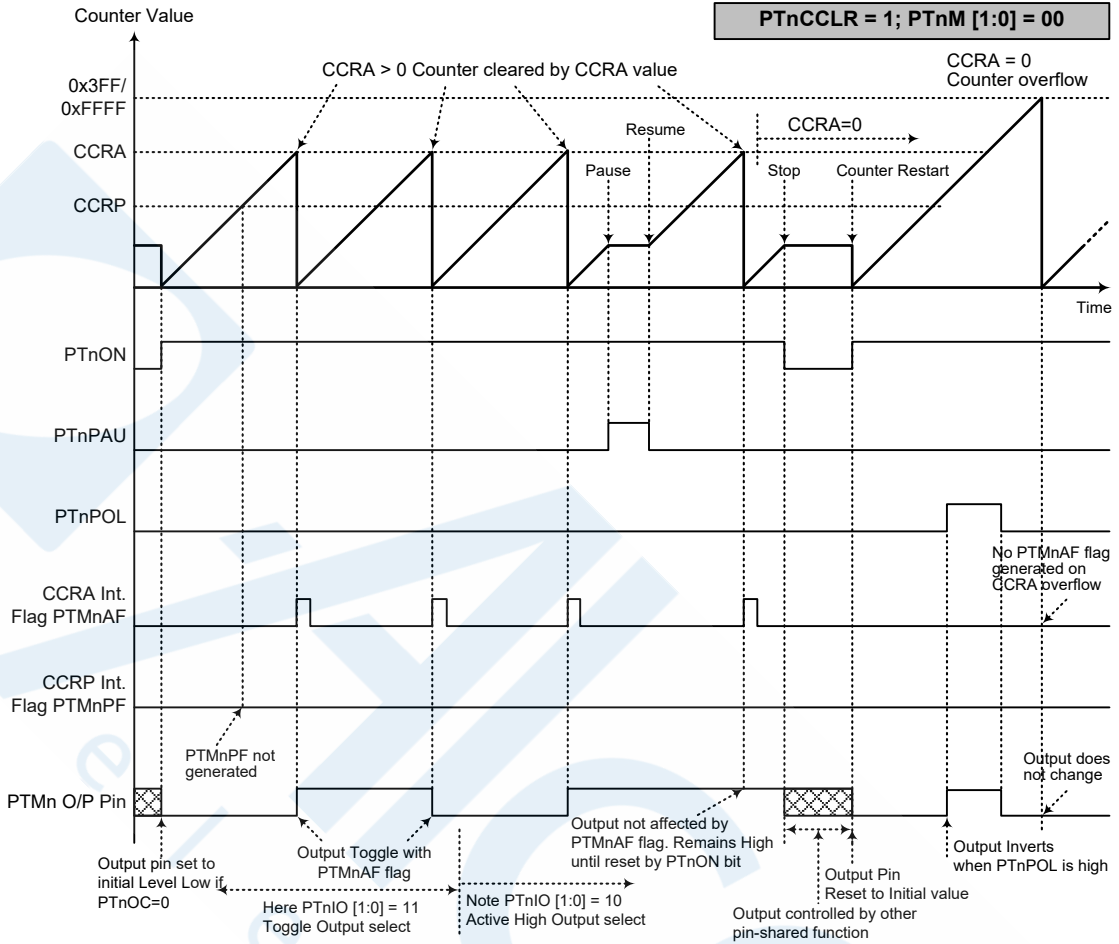 Counter Value
PTnCCLR = 1; PTnM [1:0] = 00
0x3FF/
0xFFFF
CCRA > 0 Counter cleared by CCRA value
CCRA = 0
Counter overflow
Resume
CCRA=0
CCRA
Pause
Stop
Counter Restart
CCRP
Time
PTnON
PTnPAU
PTnPOL
No PTMnAF flag
generated on
CCRA overflow
CCRA Int.
Flag PTMnAF
CCRP Int.
Flag PTMnPF
PTMnPF not
generated
Output does
not change
PTMn O/P Pin
Output pin set to
initial Level Low if
PTnOC=0
Output Toggle with
PTMnAF flag
Output not affected by
PTMnAF flag. Remains High
until reset by PTnON bit
Output Inverts
when PTnPOL is high
Output Pin
Reset to Initial value
Here PTnIO [1:0] = 11
Toggle Output select
Note PTnIO [1:0] = 10
Active High Output select
Output controlled by other
pin-shared function